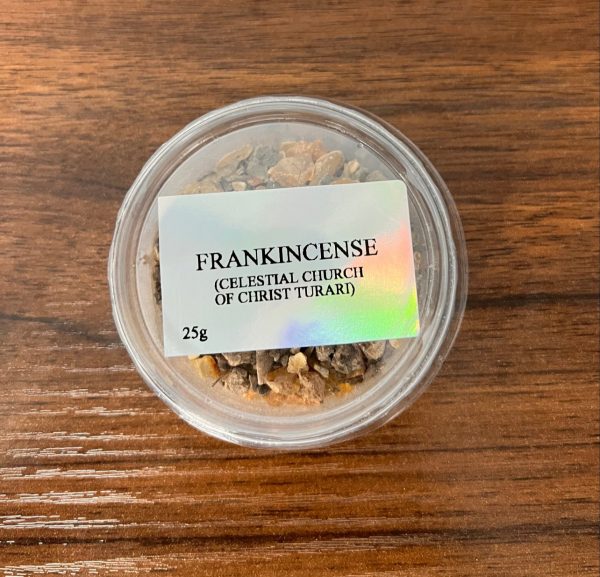 FRANKINCENSE
(CELESTIAL CHURCH
OF CHRIST TURARI)
25g